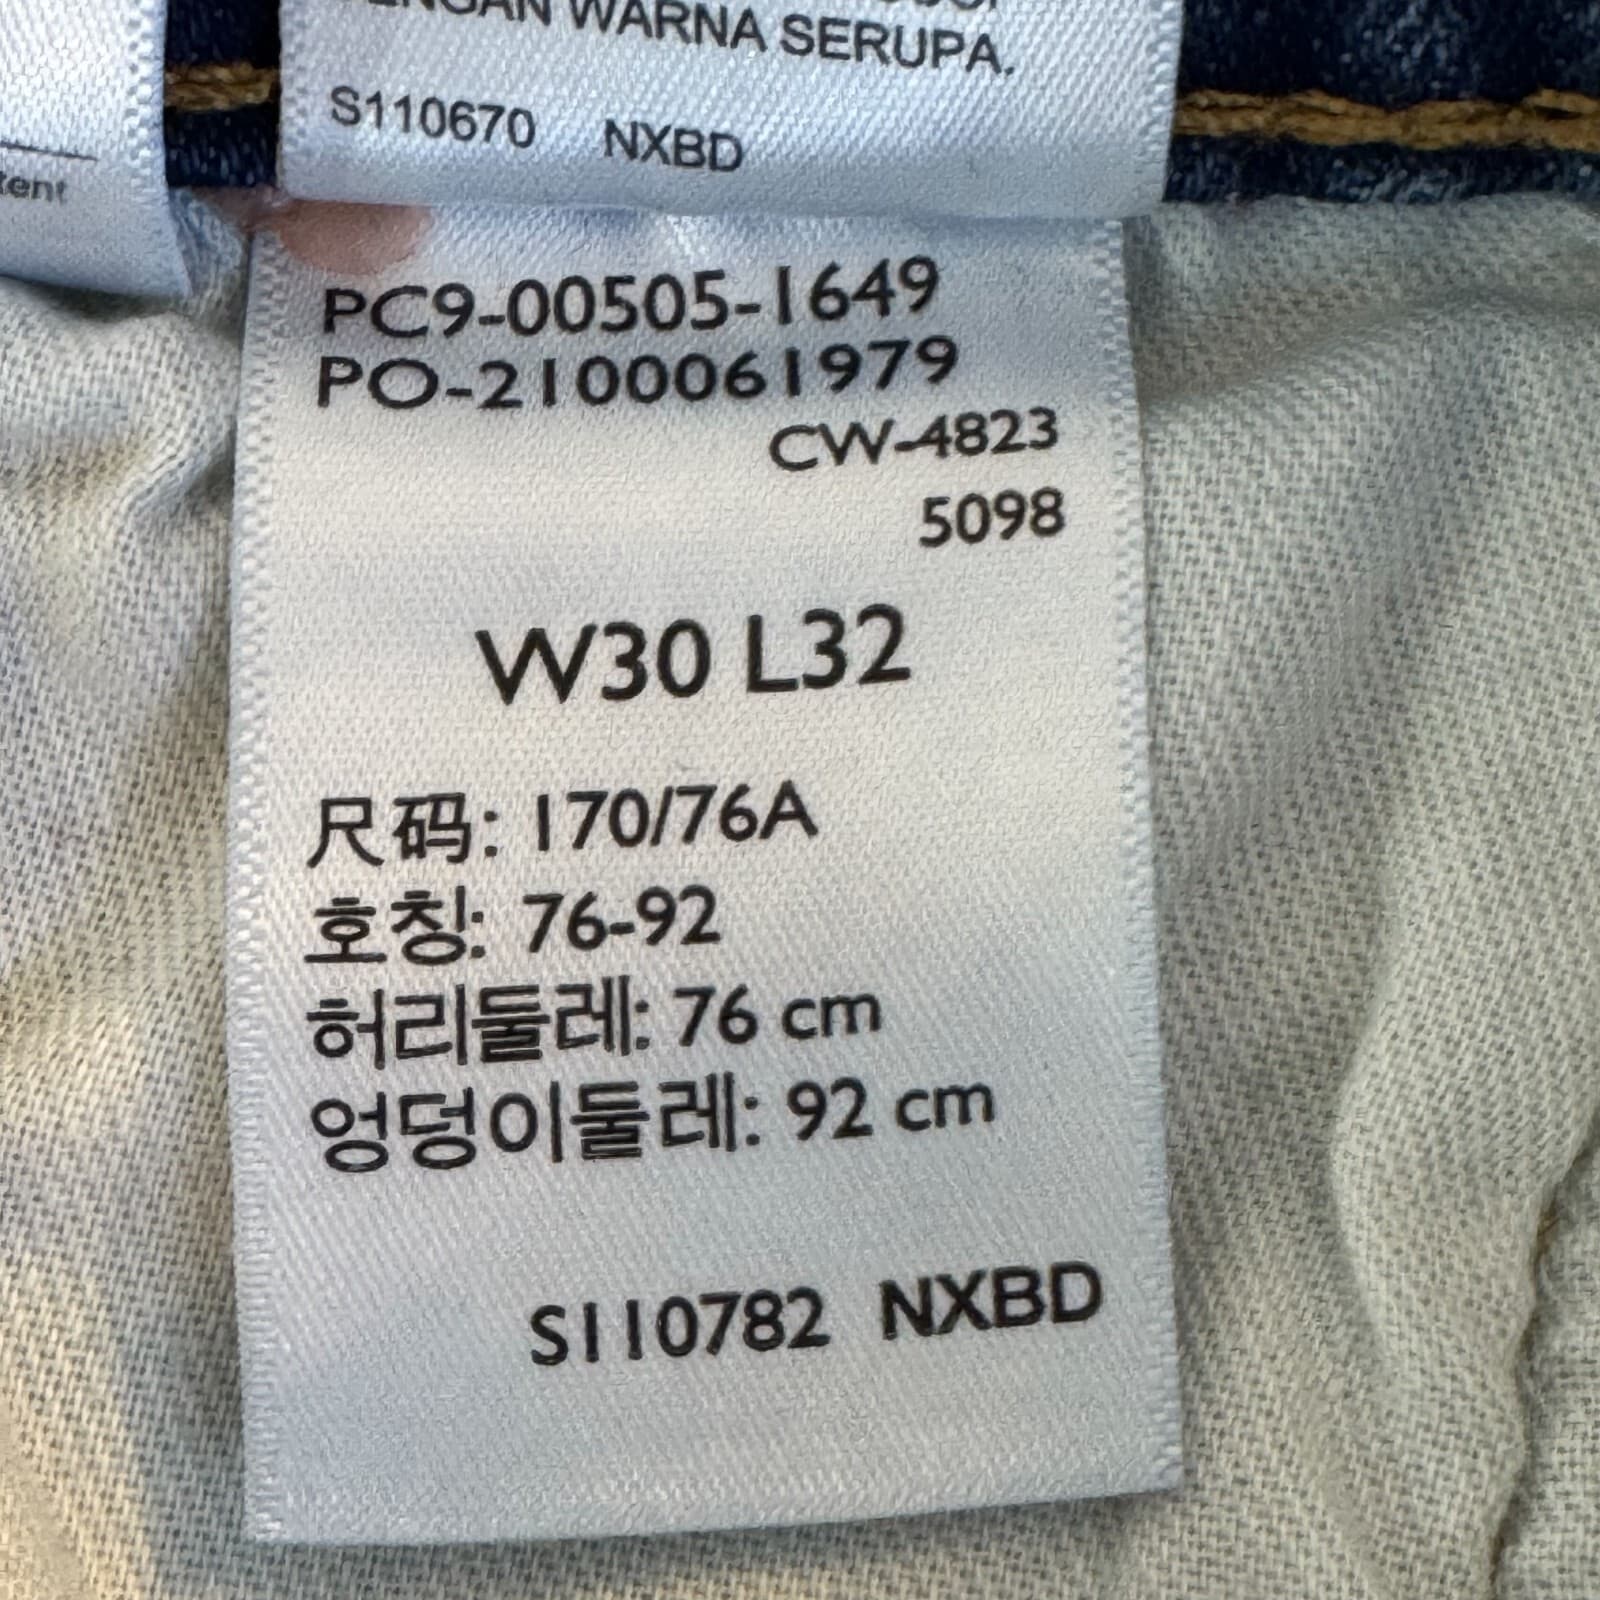 DENGAN WARNA SERUPA.
S110670 NXBD
PC9-00505-1649
PO-2100061979
CW-4823
5098
W30 L32
尺码: 170/76A
호칭: 76-92
허리둘레: 76 cm
엉덩이둘레: 92 cm
S110782 NXBD